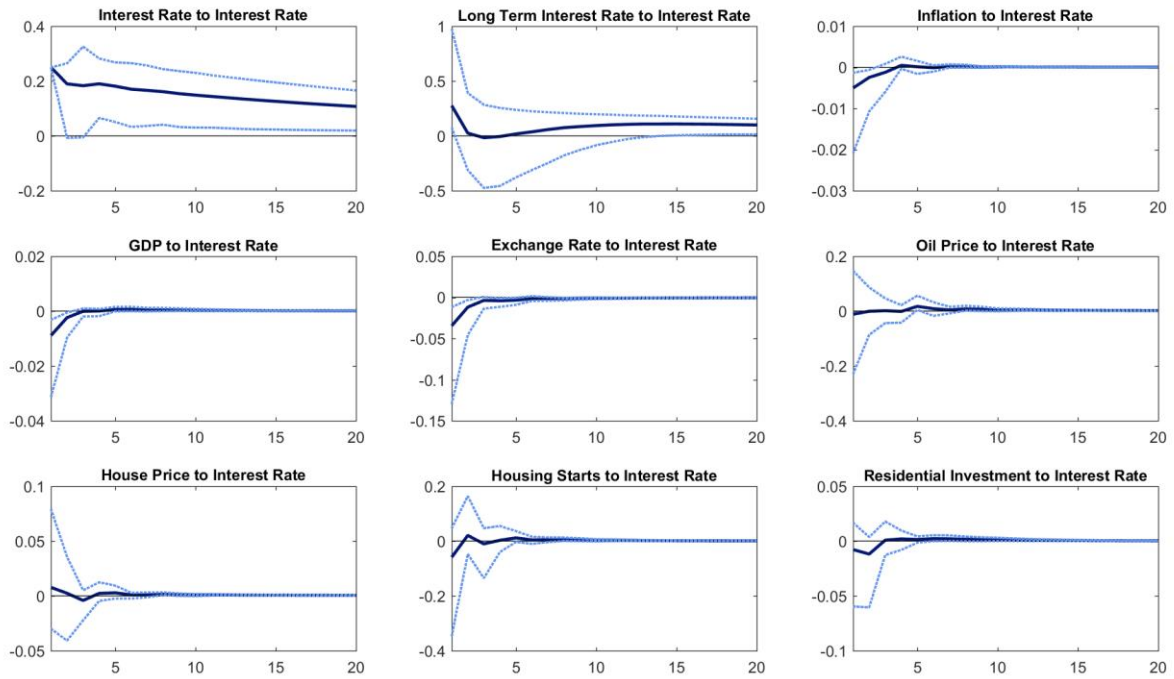 Interest Rate to Interest Rate
0.4
0.2
0
-0.2
5 10 15 20
Long Term Interest Rate to Interest Rate
1
0.5
0
-0.5
5 10 15 20
Inflation to Interest Rate
0.01
0
-0.01
-0.02
-0.03
5 10 15 20
GDP to Interest Rate
0.02
0
-0.02
-0.04
5 10 15 20
Exchange Rate to Interest Rate
0.05
0
-0.05
-0.1
-0.15
5 10 15 20
Oil Price to Interest Rate
0.2
0
-0.2
-0.4
5 10 15 20
House Price to Interest Rate
0.1
0.05
0
-0.05
5 10 15 20
Housing Starts to Interest Rate
0.2
0
-0.2
-0.4
5 10 15 20
Residential Investment to Interest Rate
0.05
0
-0.05
-0.1
5 10 15 20